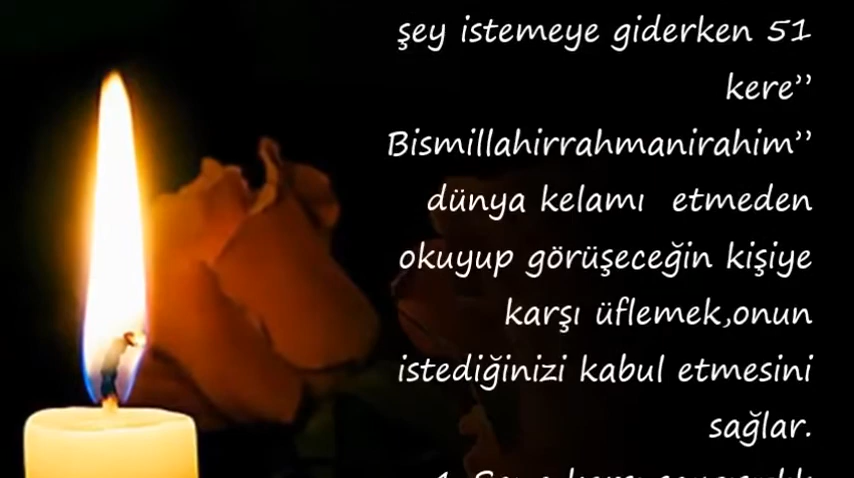 şey istemeye giderken 51
kere”
Bismillahirrahmanirahim”
dünya kelamı etmeden
okuyup görüşeceğin kişiye
karşı üflemek,onun
istediğinizi kabul etmesini
sağlar.